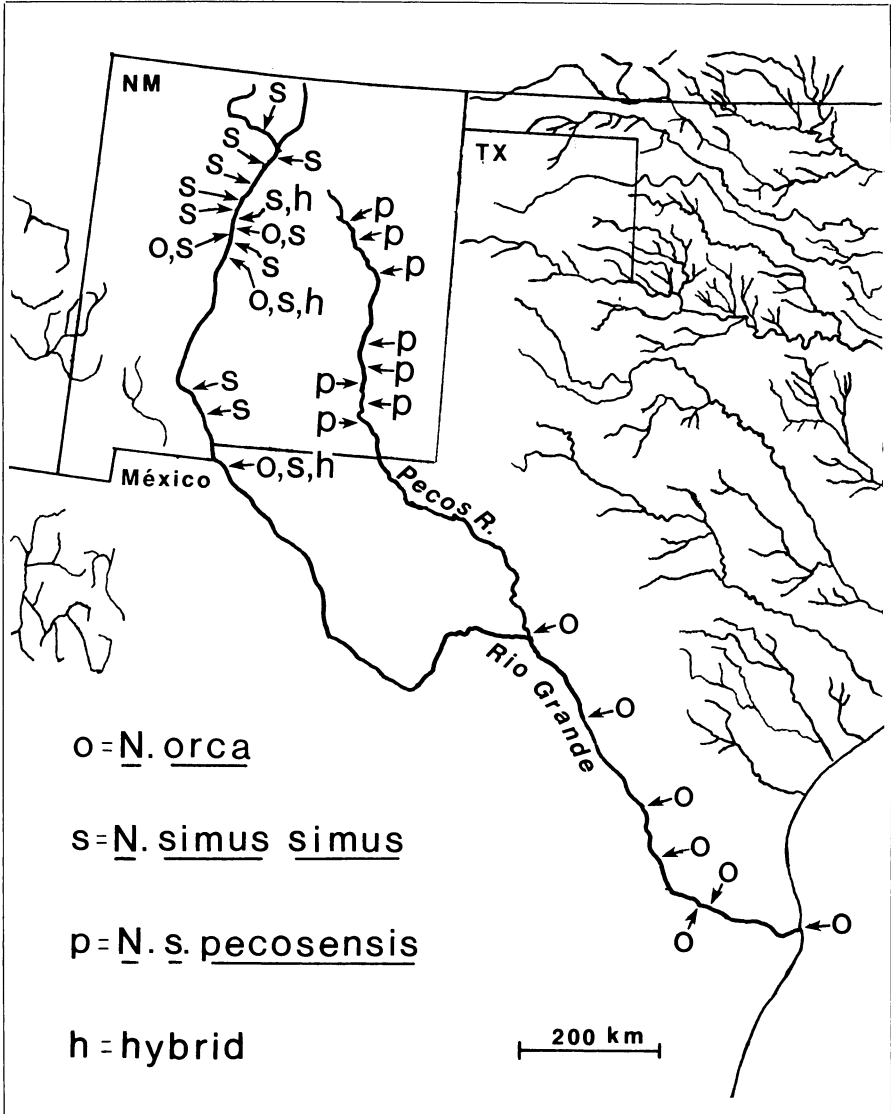 NM
s
s
s
s
TX
s
s
s,h
s
p
o,s
p
o,s
s
p
o,s,h
p
p
s
p
p
s
p
o,s,h
México
Pecos R.
o
Rio Grande
o
o = N. orca
o
s = N. simus simus
o
o
o
o
p = N. s. pecosensis
h = hybrid
200 km